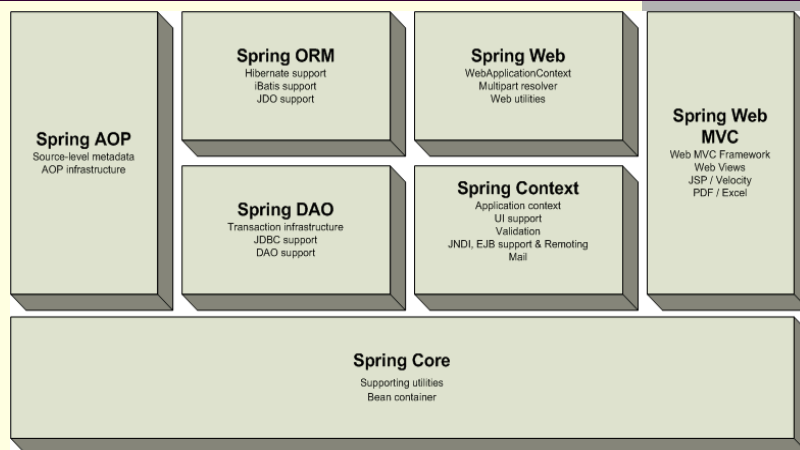 Spring AOP
Source-level metadata
AOP infrastructure
Spring ORM
Hibernate support
iBatis support
JDO support
Spring DAO
Transaction infrastructure
JDBC support
DAO support
Spring Web
WebApplicationContext
Multipart resolver
Web utilities
Spring Context
Application context
UI support
Validation
JNDI, EJB support & Remoting
Mail
Spring Web
MVC
Web MVC Framework
Web Views
JSP / Velocity
PDF / Excel
Spring Core
Supporting utilities
Bean container